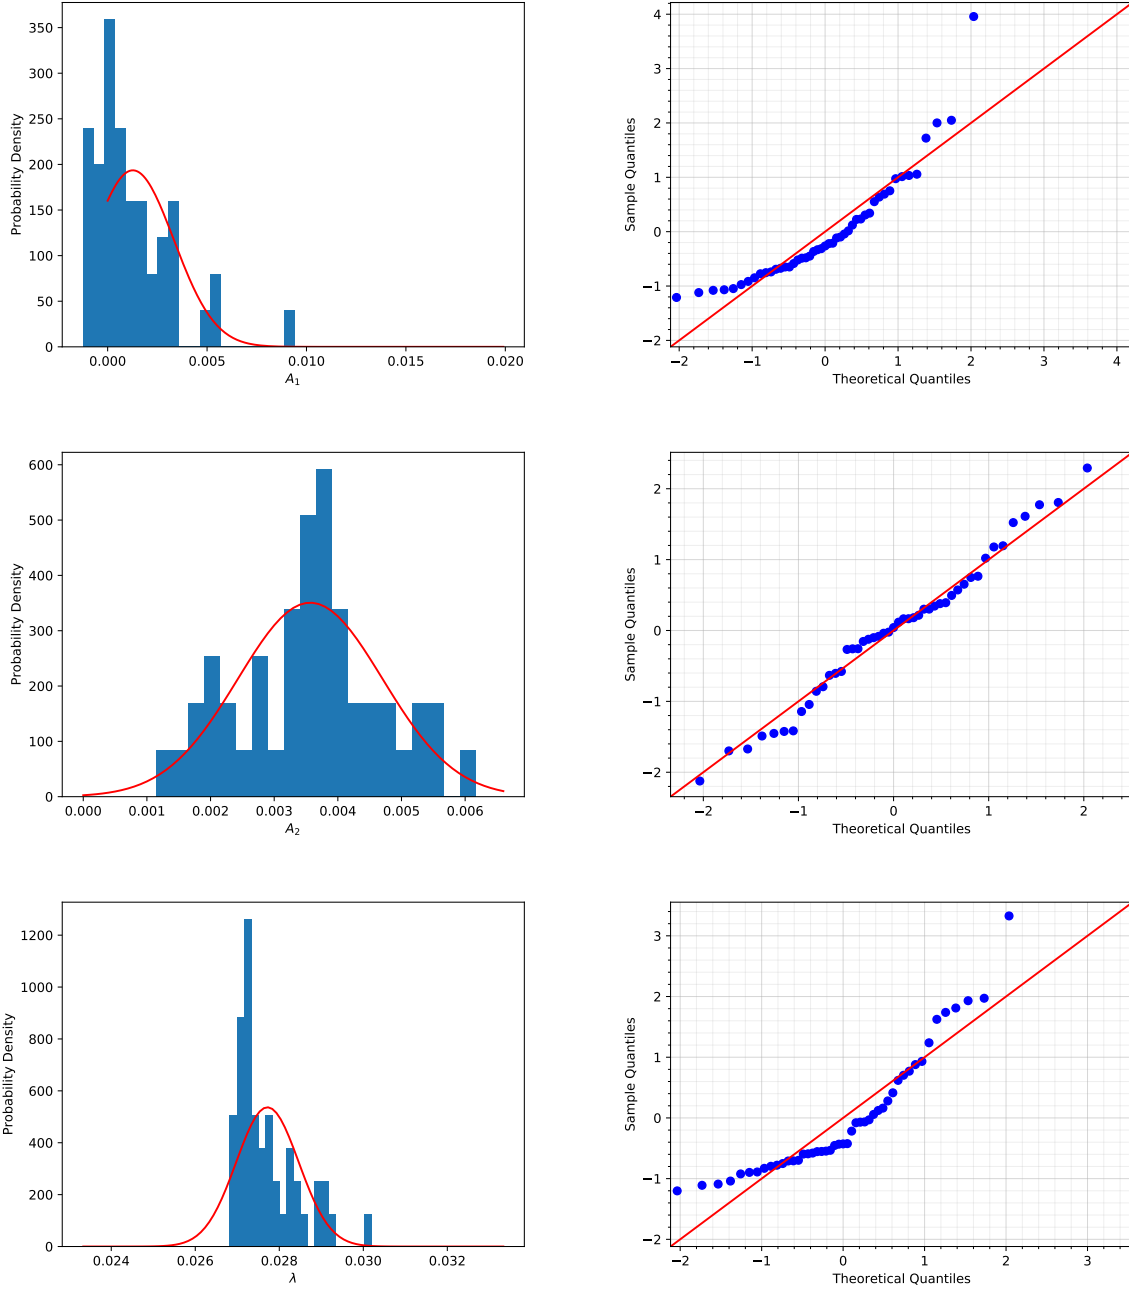 350
300
250
200
150
100
50
0
Probability Density
0.000 0.005 0.010 0.015 0.020
A₁
4
3
2
1
0
−1
−2
Sample Quantiles
−2 −1 0 1 2 3 4
Theoretical Quantiles
600
500
400
300
200
100
0
Probability Density
0.000 0.001 0.002 0.003 0.004 0.005 0.006
A₂
2
1
0
−1
−2
Sample Quantiles
−2 −1 0 1 2
Theoretical Quantiles
1200
1000
800
600
400
200
0
Probability Density
0.024 0.026 0.028 0.030 0.032
λ
3
2
1
0
−1
−2
Sample Quantiles
−2 −1 0 1 2 3
Theoretical Quantiles